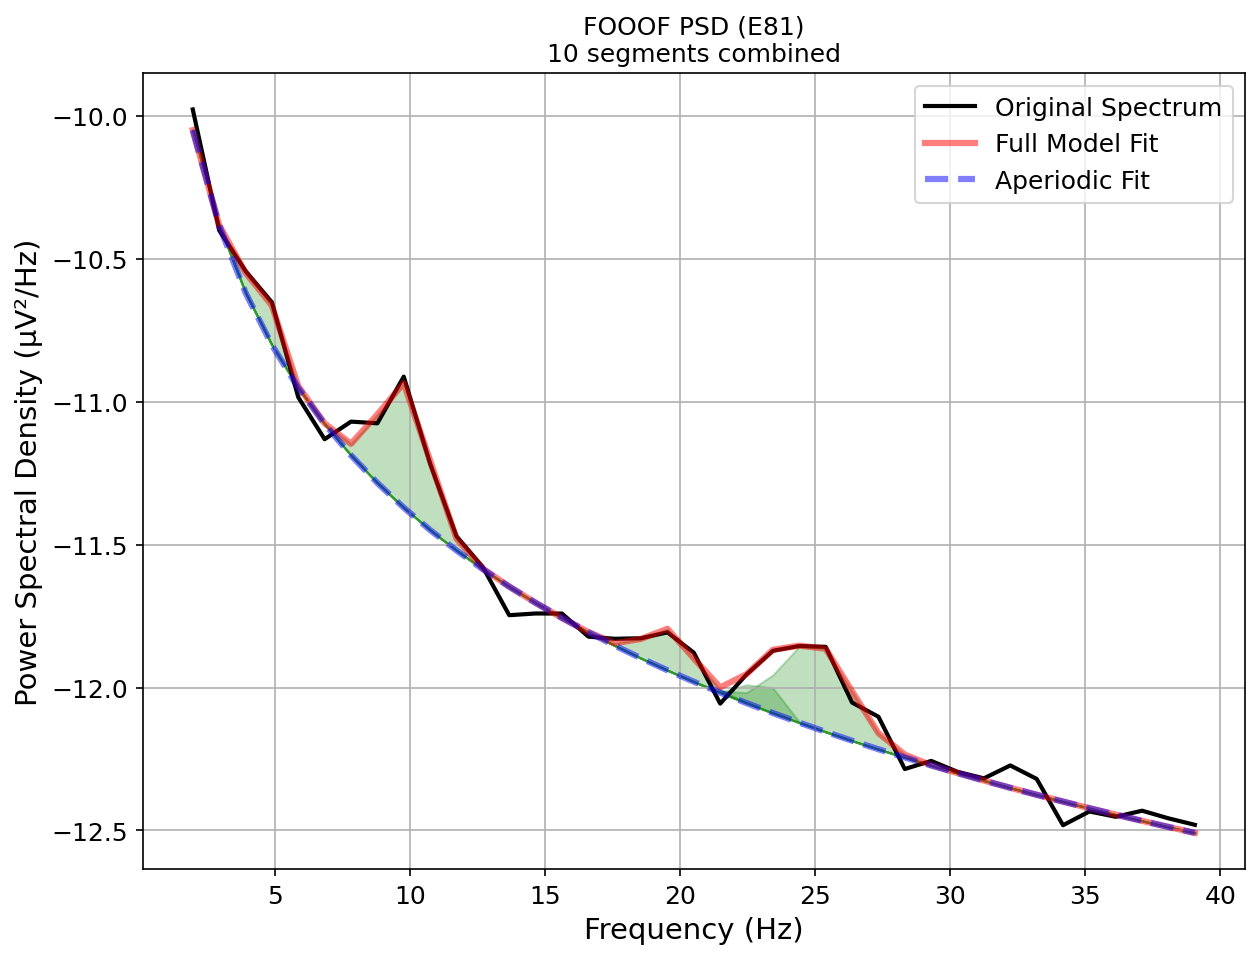 FOOOF PSD (E81)
10 segments combined
Original Spectrum
Full Model Fit
Aperiodic Fit
Power Spectral Density (μV²/Hz)
−10.0
−10.5
−11.0
−11.5
−12.0
−12.5
5 10 15 20 25 30 35 40
Frequency (Hz)